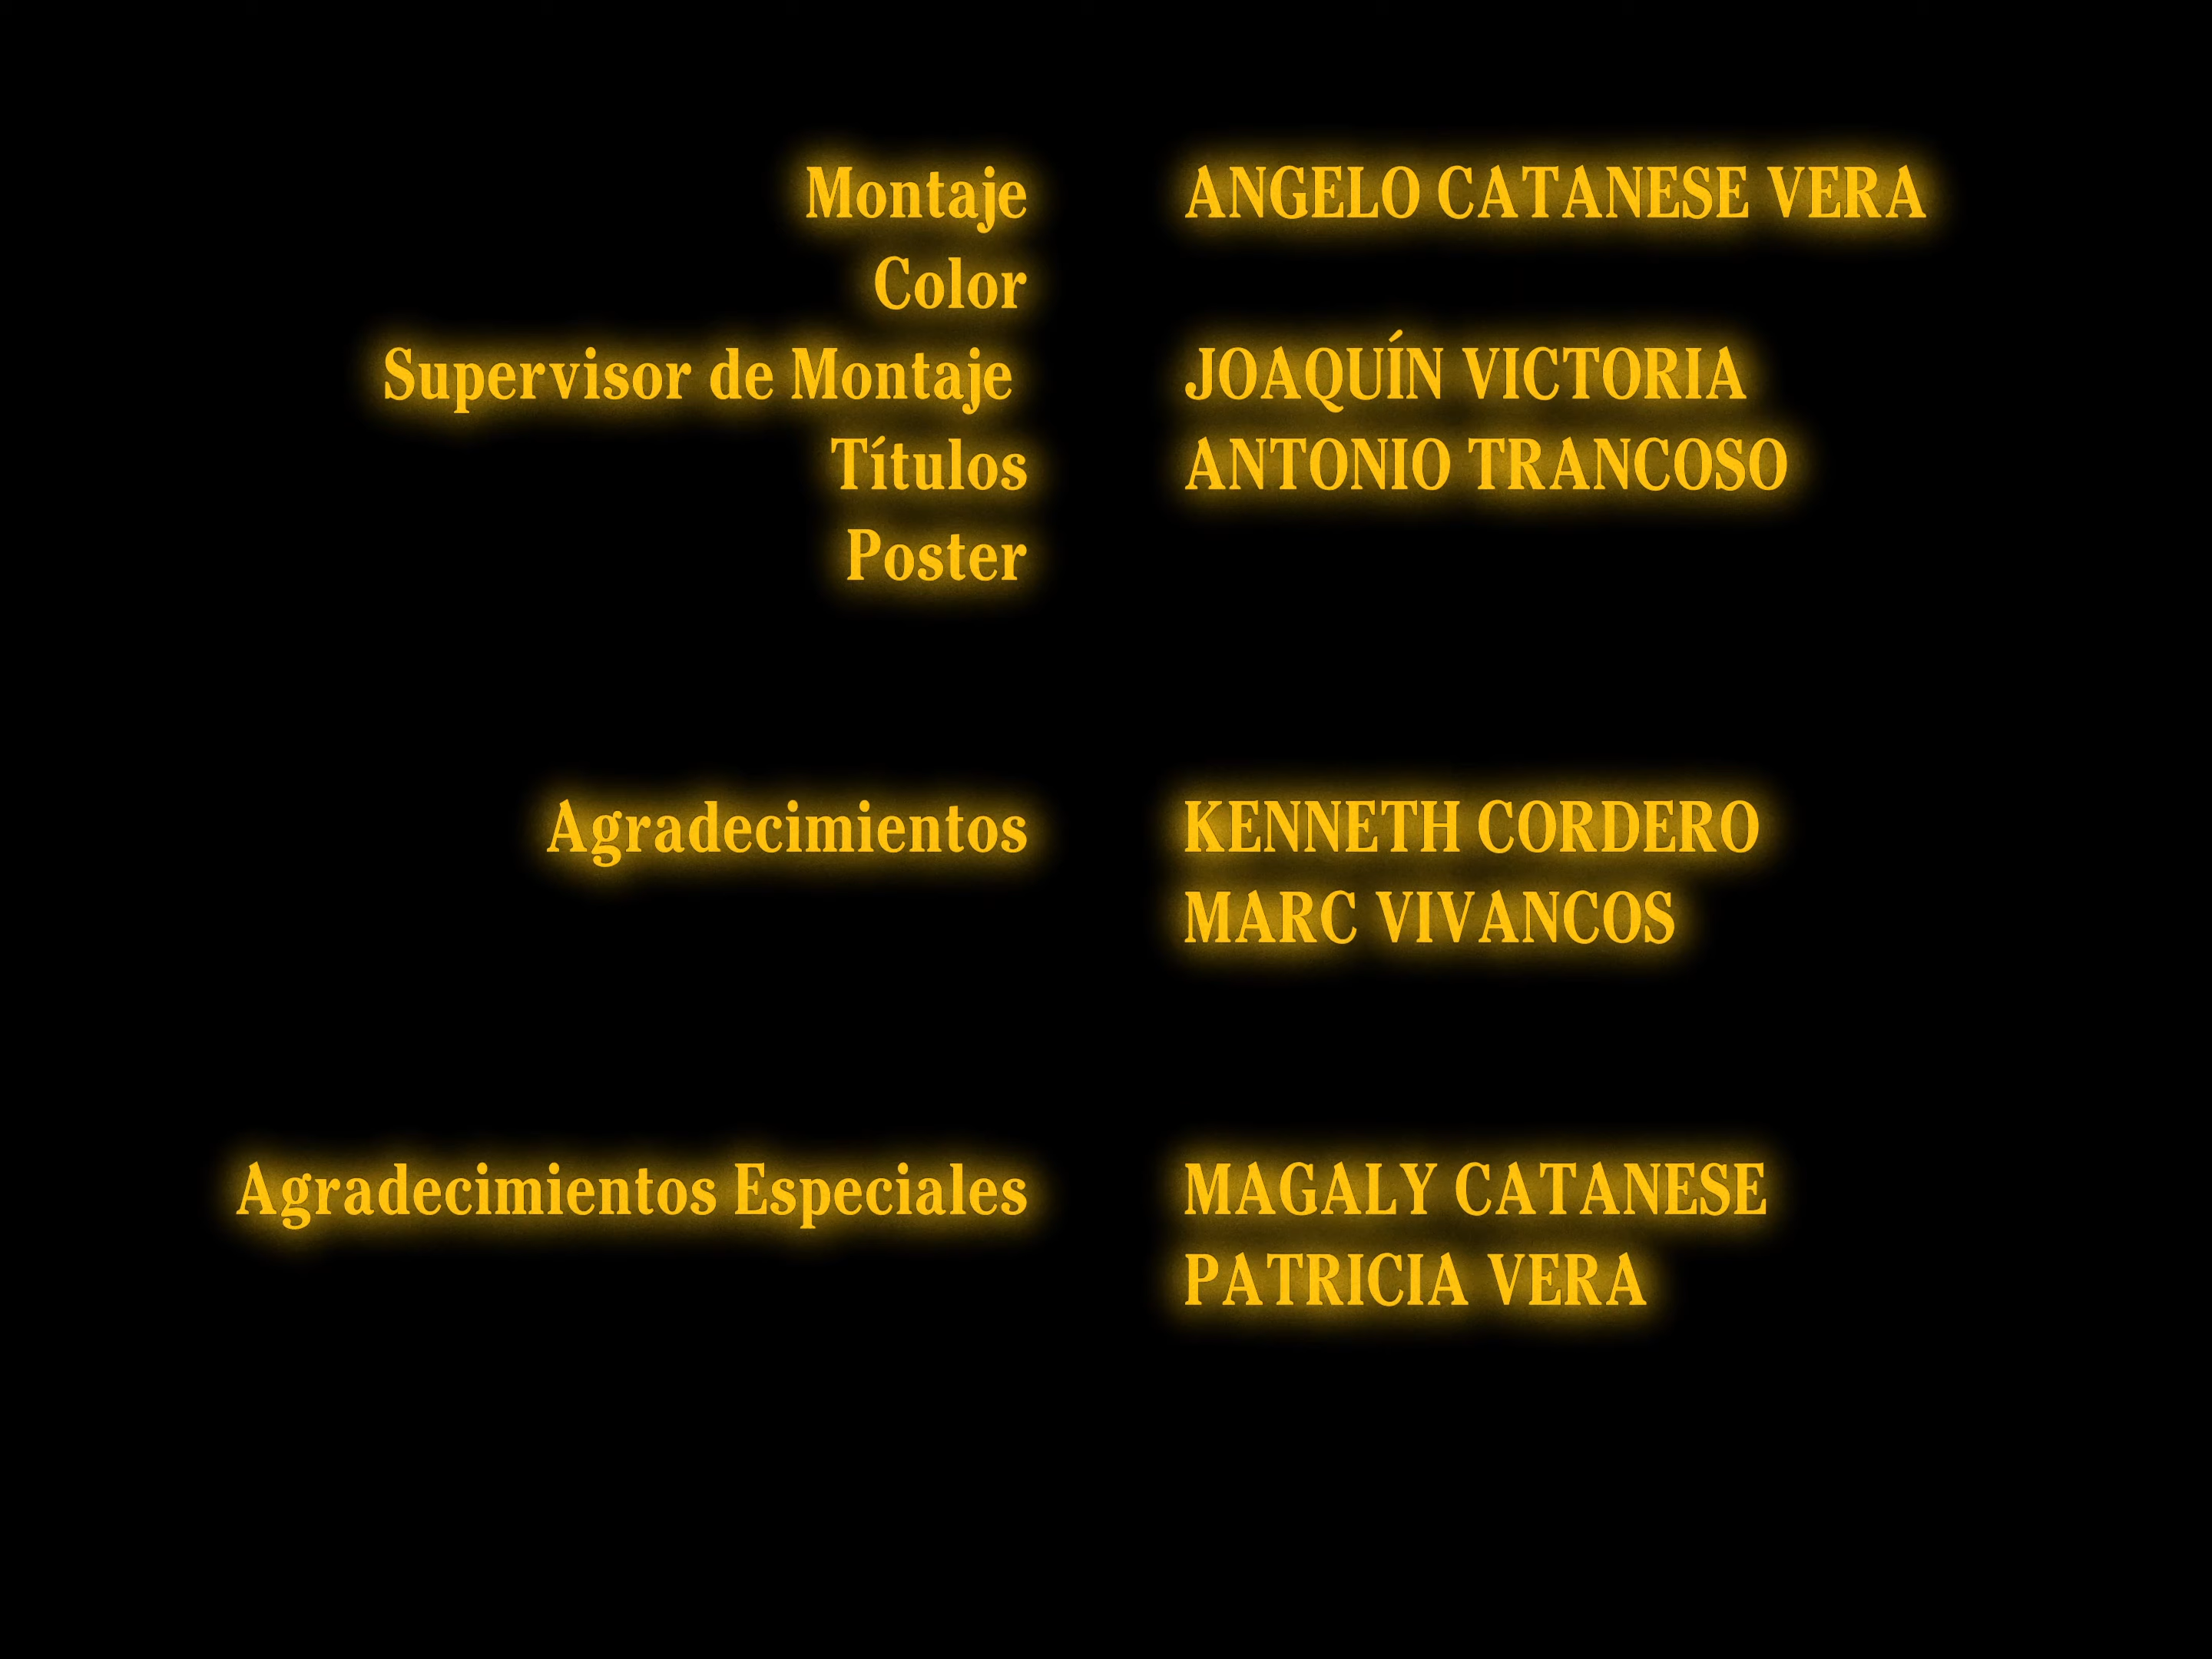 Montaje ANGELO CATANESE VERA
Color
Supervisor de Montaje JOAQUÍN VICTORIA
Títulos ANTONIO TRANCOSO
Poster
Agradecimientos KENNETH CORDERO
MARC VIVANCOS
Agradecimientos Especiales MAGALY CATANESE
PATRICIA VERA